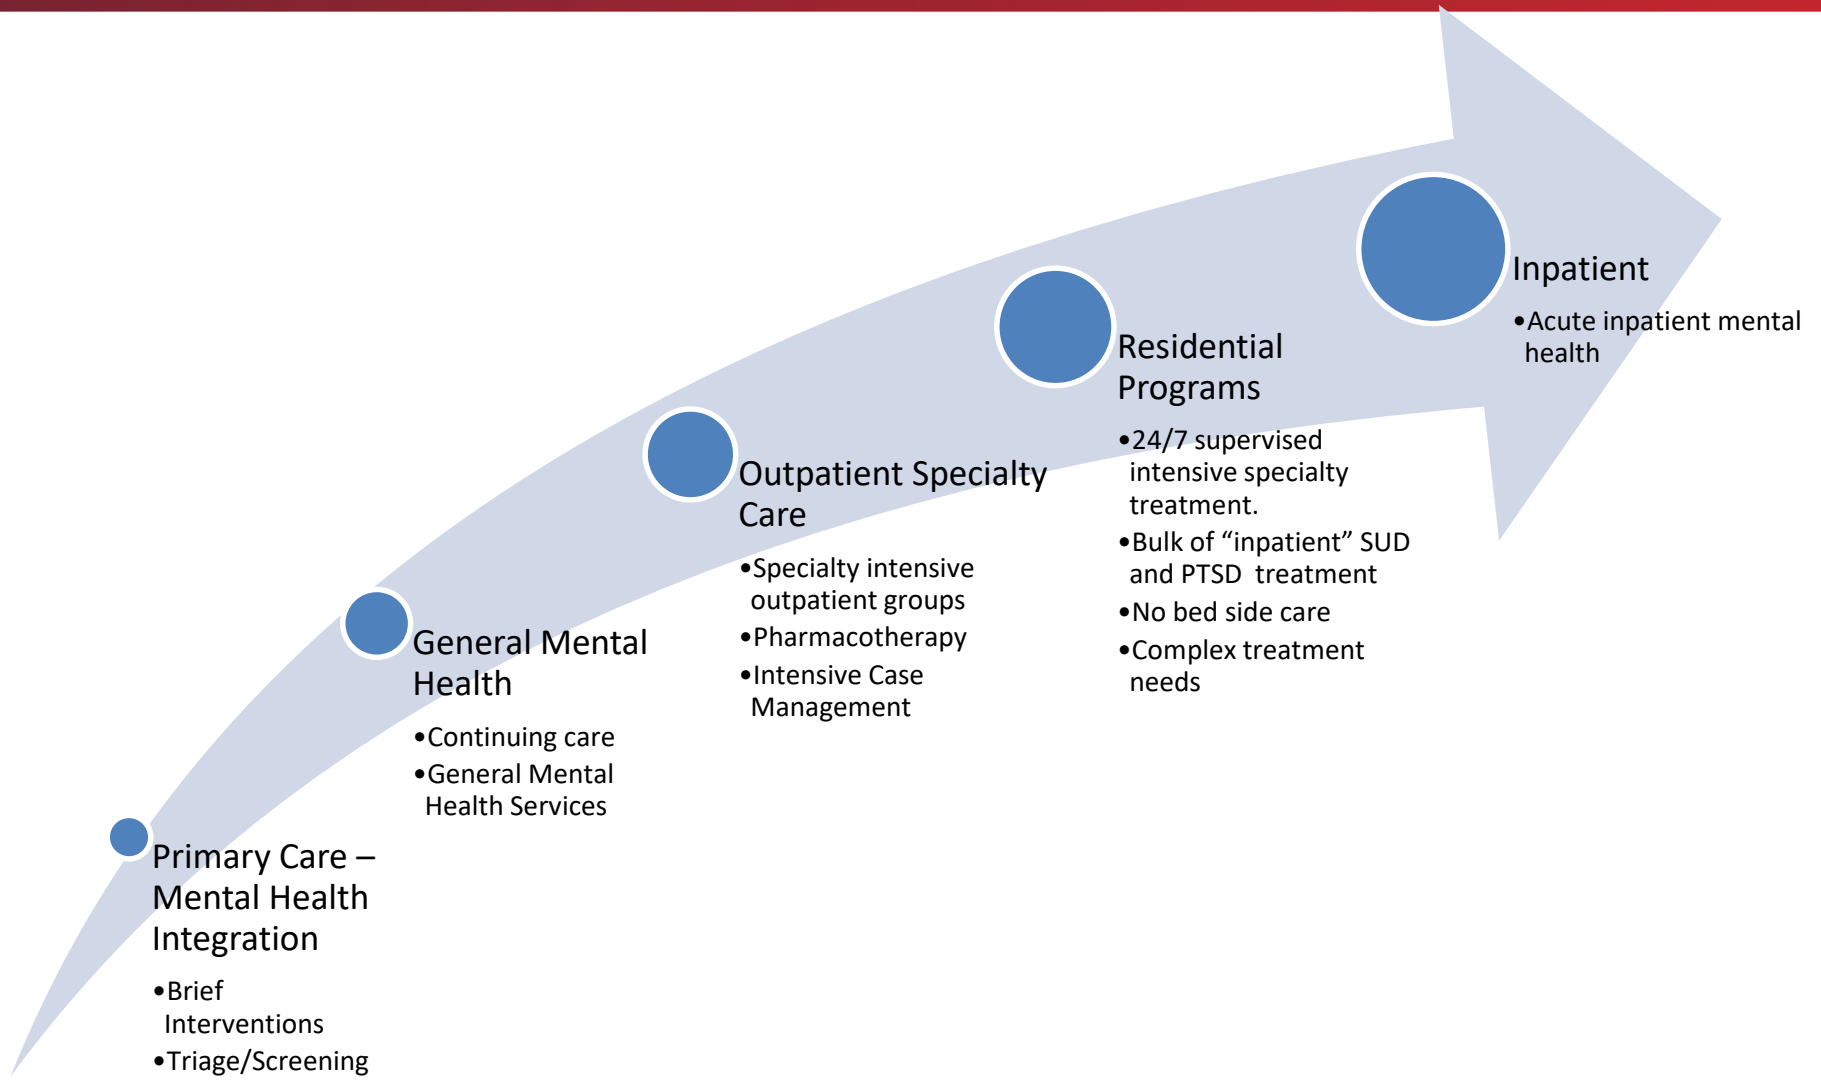 Primary Care –
Mental Health
Integration
•Brief
Interventions
•Triage/Screening
General Mental
Health
•Continuing care
•General Mental
Health Services
Outpatient Specialty
Care
•Specialty intensive
outpatient groups
•Pharmacotherapy
•Intensive Case
Management
Residential
Programs
•24/7 supervised
intensive specialty
treatment.
•Bulk of “inpatient” SUD
and PTSD  treatment
•No bed side care
•Complex treatment
needs
Inpatient
•Acute inpatient mental
health